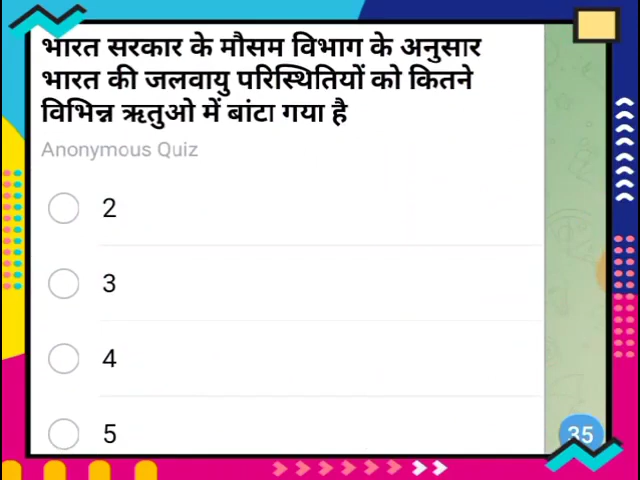 भारत सरकार के मौसम विभाग के अनुसार
भारत की जलवायु परिस्थितियों को कितने
विभिन्न ऋतुओ में बांटा गया है
Anonymous Quiz
2
3
4
5
35